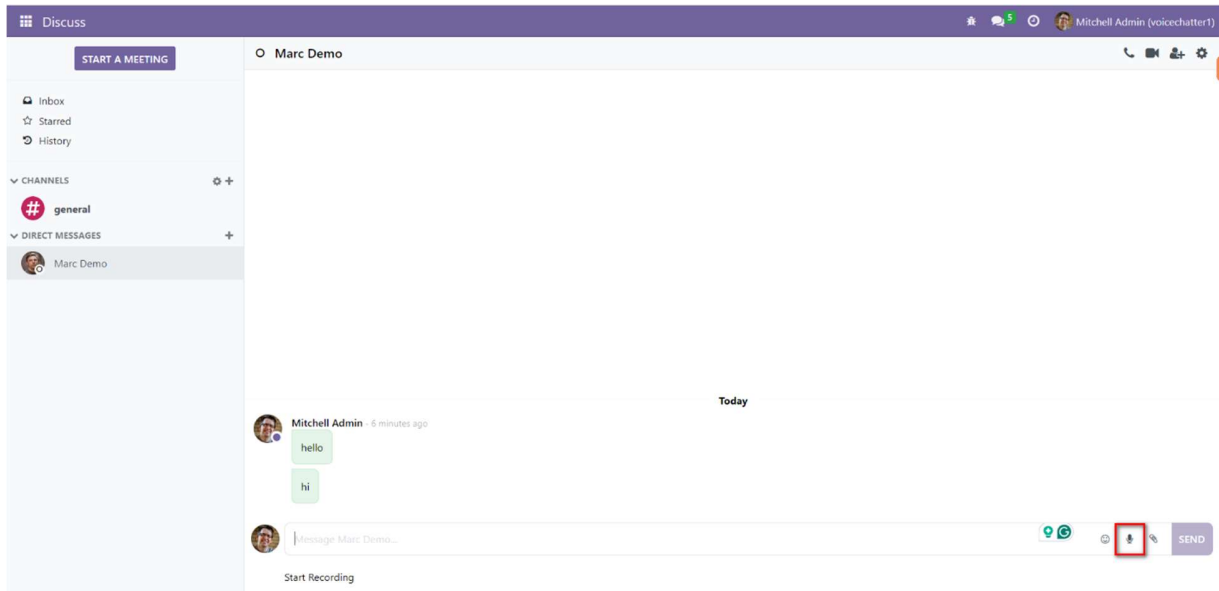 Discuss
5
Mitchell Admin (voicechatter1)
START A MEETING
Marc Demo
Inbox
Starred
History
CHANNELS
# general
DIRECT MESSAGES
Marc Demo
Today
Mitchell Admin - 6 minutes ago
hello
hi
Message Marc Demo...
G
SEND
Start Recording